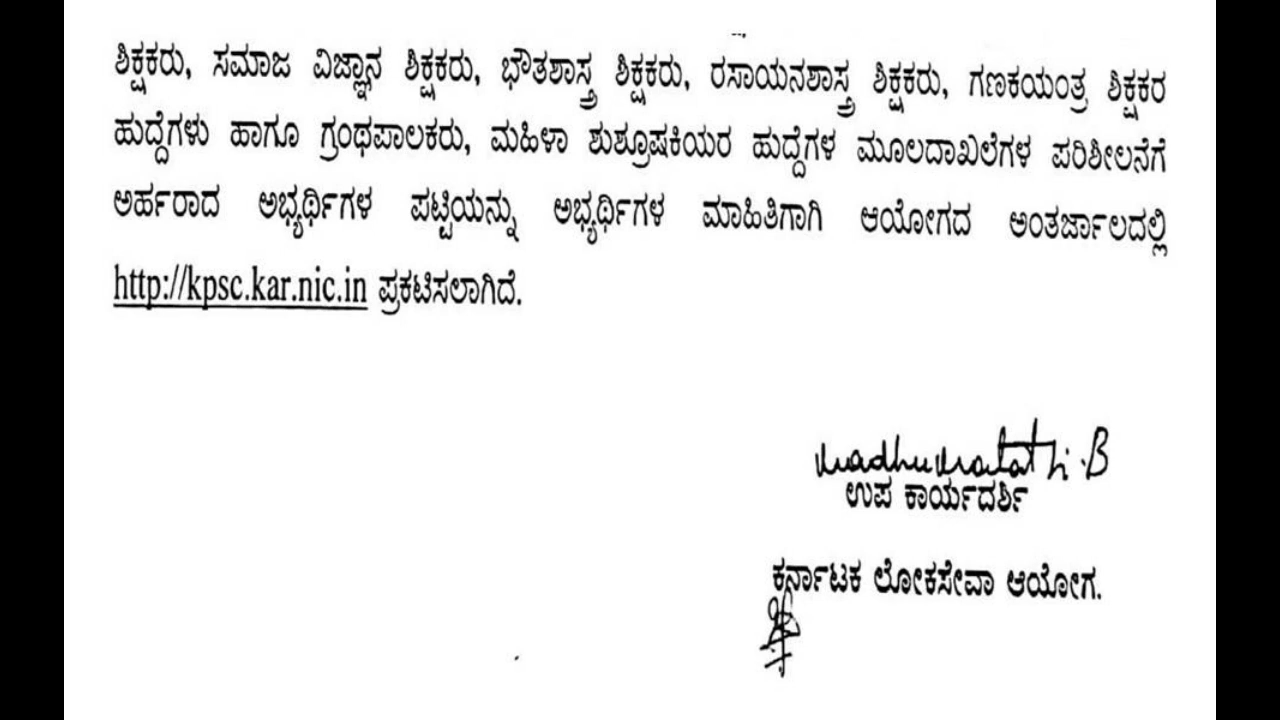 ಶಿಕ್ಷಕರು, ಸಮಾಜ ವಿಜ್ಞಾನ ಶಿಕ್ಷಕರು, ಭೌತಶಾಸ್ತ್ರ ಶಿಕ್ಷಕರು, ರಸಾಯನಶಾಸ್ತ್ರ ಶಿಕ್ಷಕರು, ಗಣಕಯಂತ್ರ ಶಿಕ್ಷಕರ
ಹುದ್ದೆಗಳು ಹಾಗೂ ಗ್ರಂಥಪಾಲಕರು, ಮಹಿಳಾ ಶುಶ್ರೂಷಕಿಯರ ಹುದ್ದೆಗಳ ಮೂಲದಾಖಲೆಗಳ ಪರಿಶೀಲನೆಗೆ
ಅರ್ಹರಾದ ಅಭ್ಯರ್ಥಿಗಳ ಪಟ್ಟಿಯನ್ನು ಅಭ್ಯರ್ಥಿಗಳ ಮಾಹಿತಿಗಾಗಿ ಆಯೋಗದ ಅಂತರ್ಜಾಲದಲ್ಲಿ
http://kpsc.kar.nic.in ಪ್ರಕಟಿಸಲಾಗಿದೆ.
ಉಪ ಕಾರ್ಯದರ್ಶಿ
ಕರ್ನಾಟಕ ಲೋಕಸೇವಾ ಆಯೋಗ.